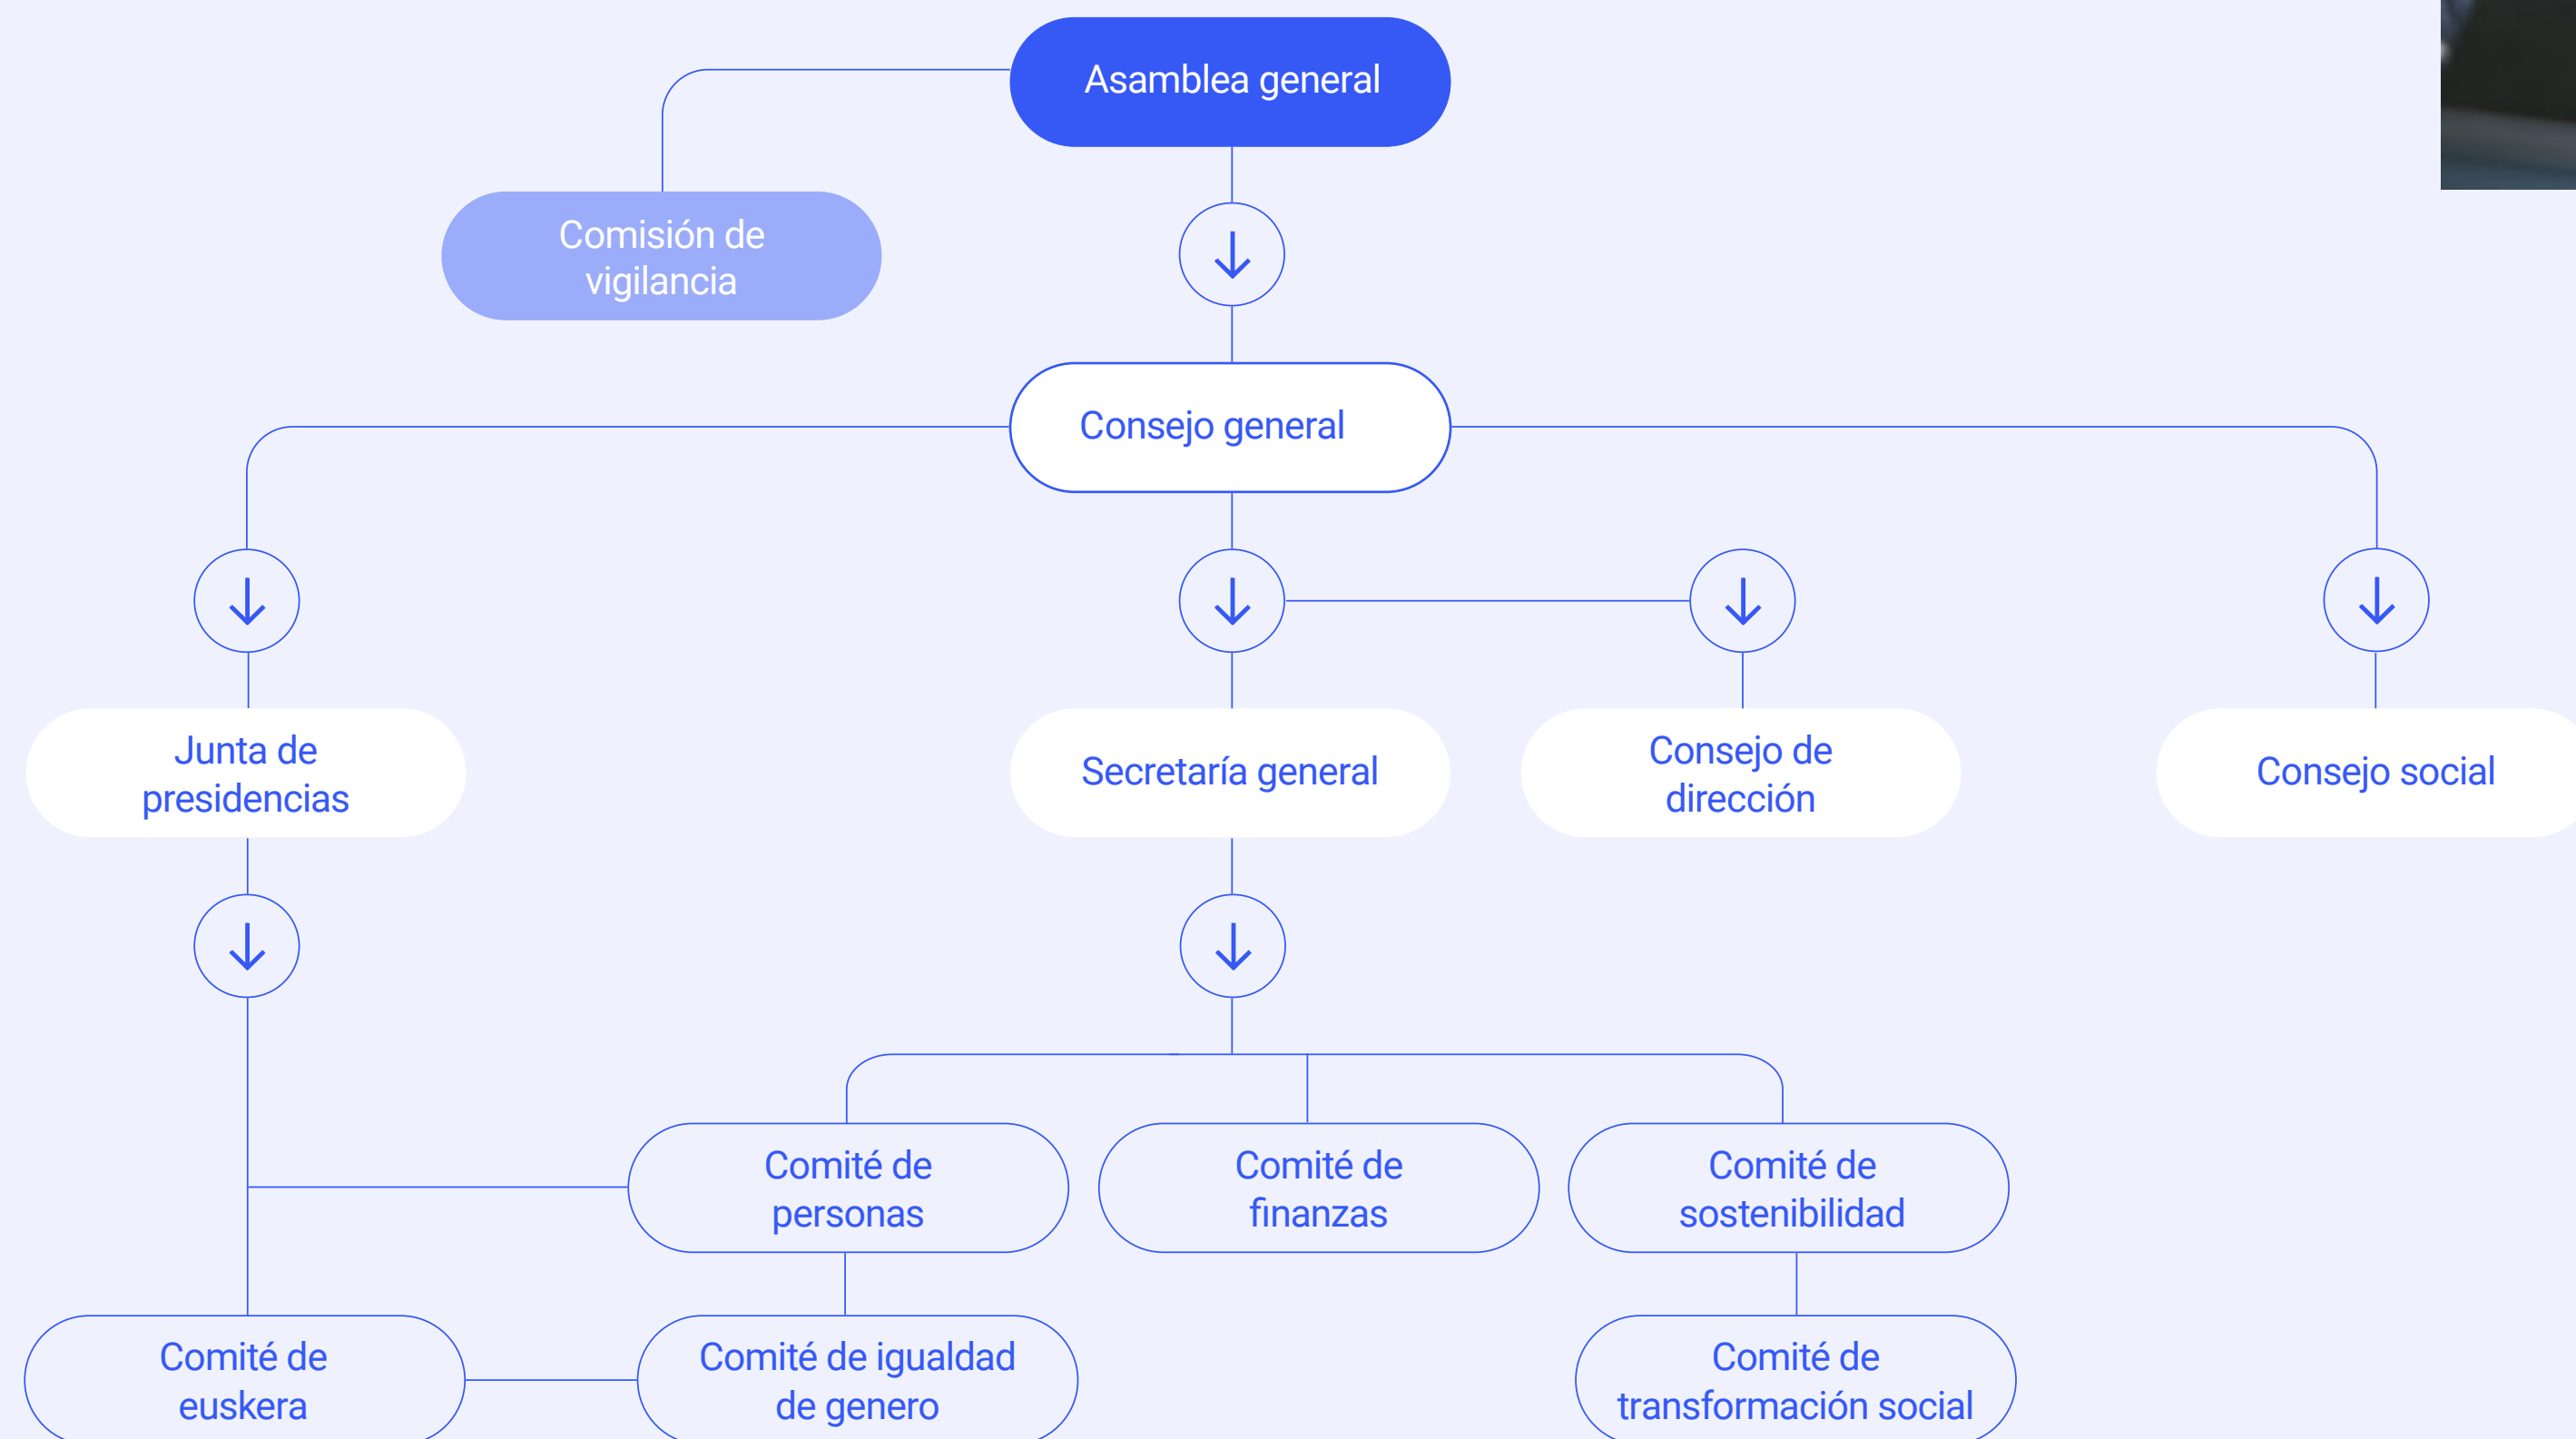 Asamblea general
Comisión de
vigilancia
Consejo general
Junta de
presidencias
Secretaría general
Consejo de
dirección
Consejo social
Comité de
personas
Comité de
finanzas
Comité de
sostenibilidad
Comité de
euskera
Comité de igualdad
de genero
Comité de
transformación social